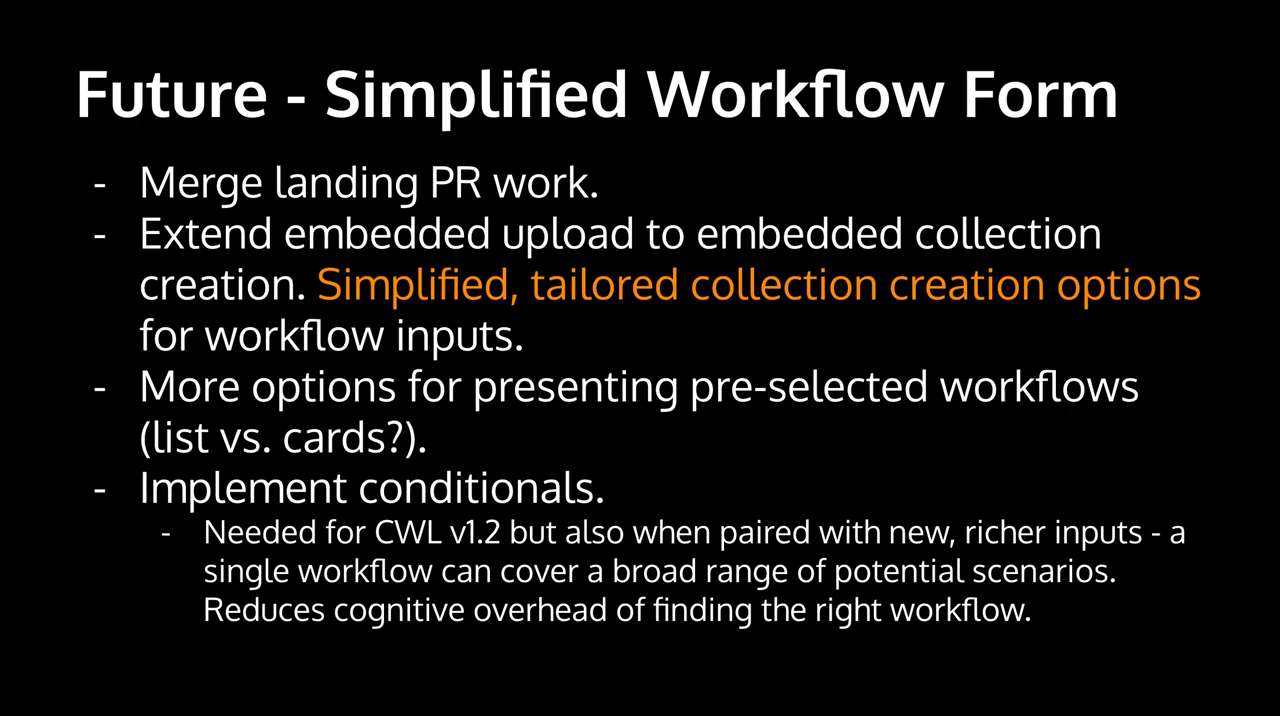 Future - Simplified Workflow Form
- Merge landing PR work.
- Extend embedded upload to embedded collection
creation. Simplified, tailored collection creation options
for workflow inputs.
- More options for presenting pre-selected workflows
(list vs. cards?).
- Implement conditionals.
- Needed for CWL v1.2 but also when paired with new, richer inputs - a
single workflow can cover a broad range of potential scenarios.
Reduces cognitive overhead of finding the right workflow.